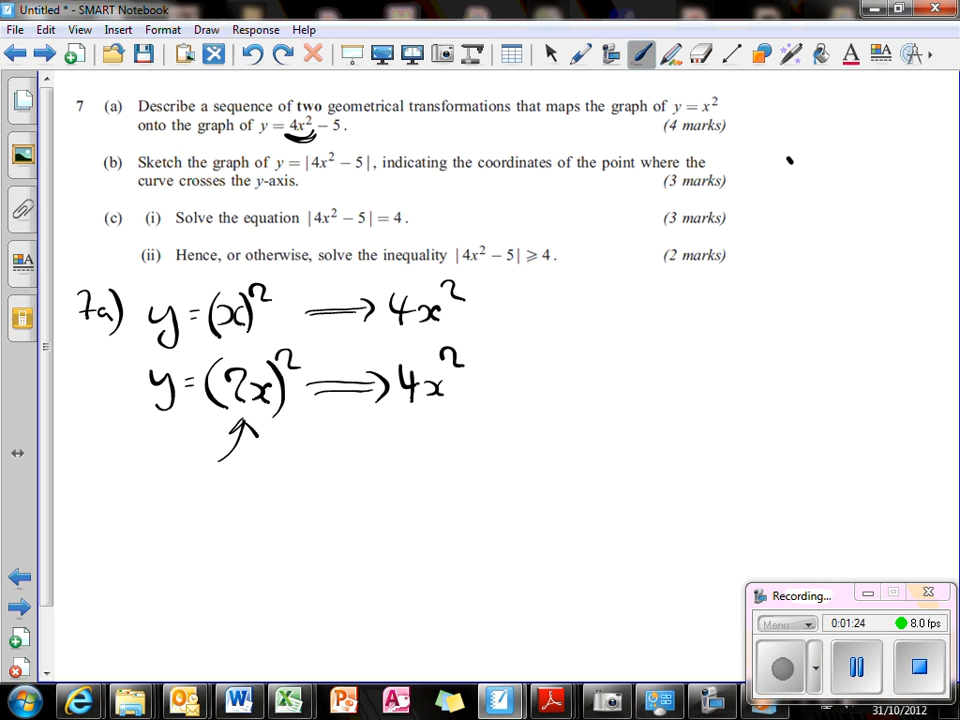 Untitled * - SMART Notebook
File Edit View Insert Format Draw Response Help
7 (a) Describe a sequence of two geometrical transformations that maps the graph of y = x²
onto the graph of y = 4x² − 5 . (4 marks)
(b) Sketch the graph of y = | 4x² − 5 | , indicating the coordinates of the point where the
curve crosses the y-axis. (3 marks)
(c) (i) Solve the equation | 4x² − 5 | = 4 . (3 marks)
(ii) Hence, or otherwise, solve the inequality | 4x² − 5 | ⩾ 4 . (2 marks)
7a) y = (x)² ⟹ 4x²
y = (2x)² ⟹ 4x²
Recording...
Menu 0:01:24 8.0 fps
31/10/2012